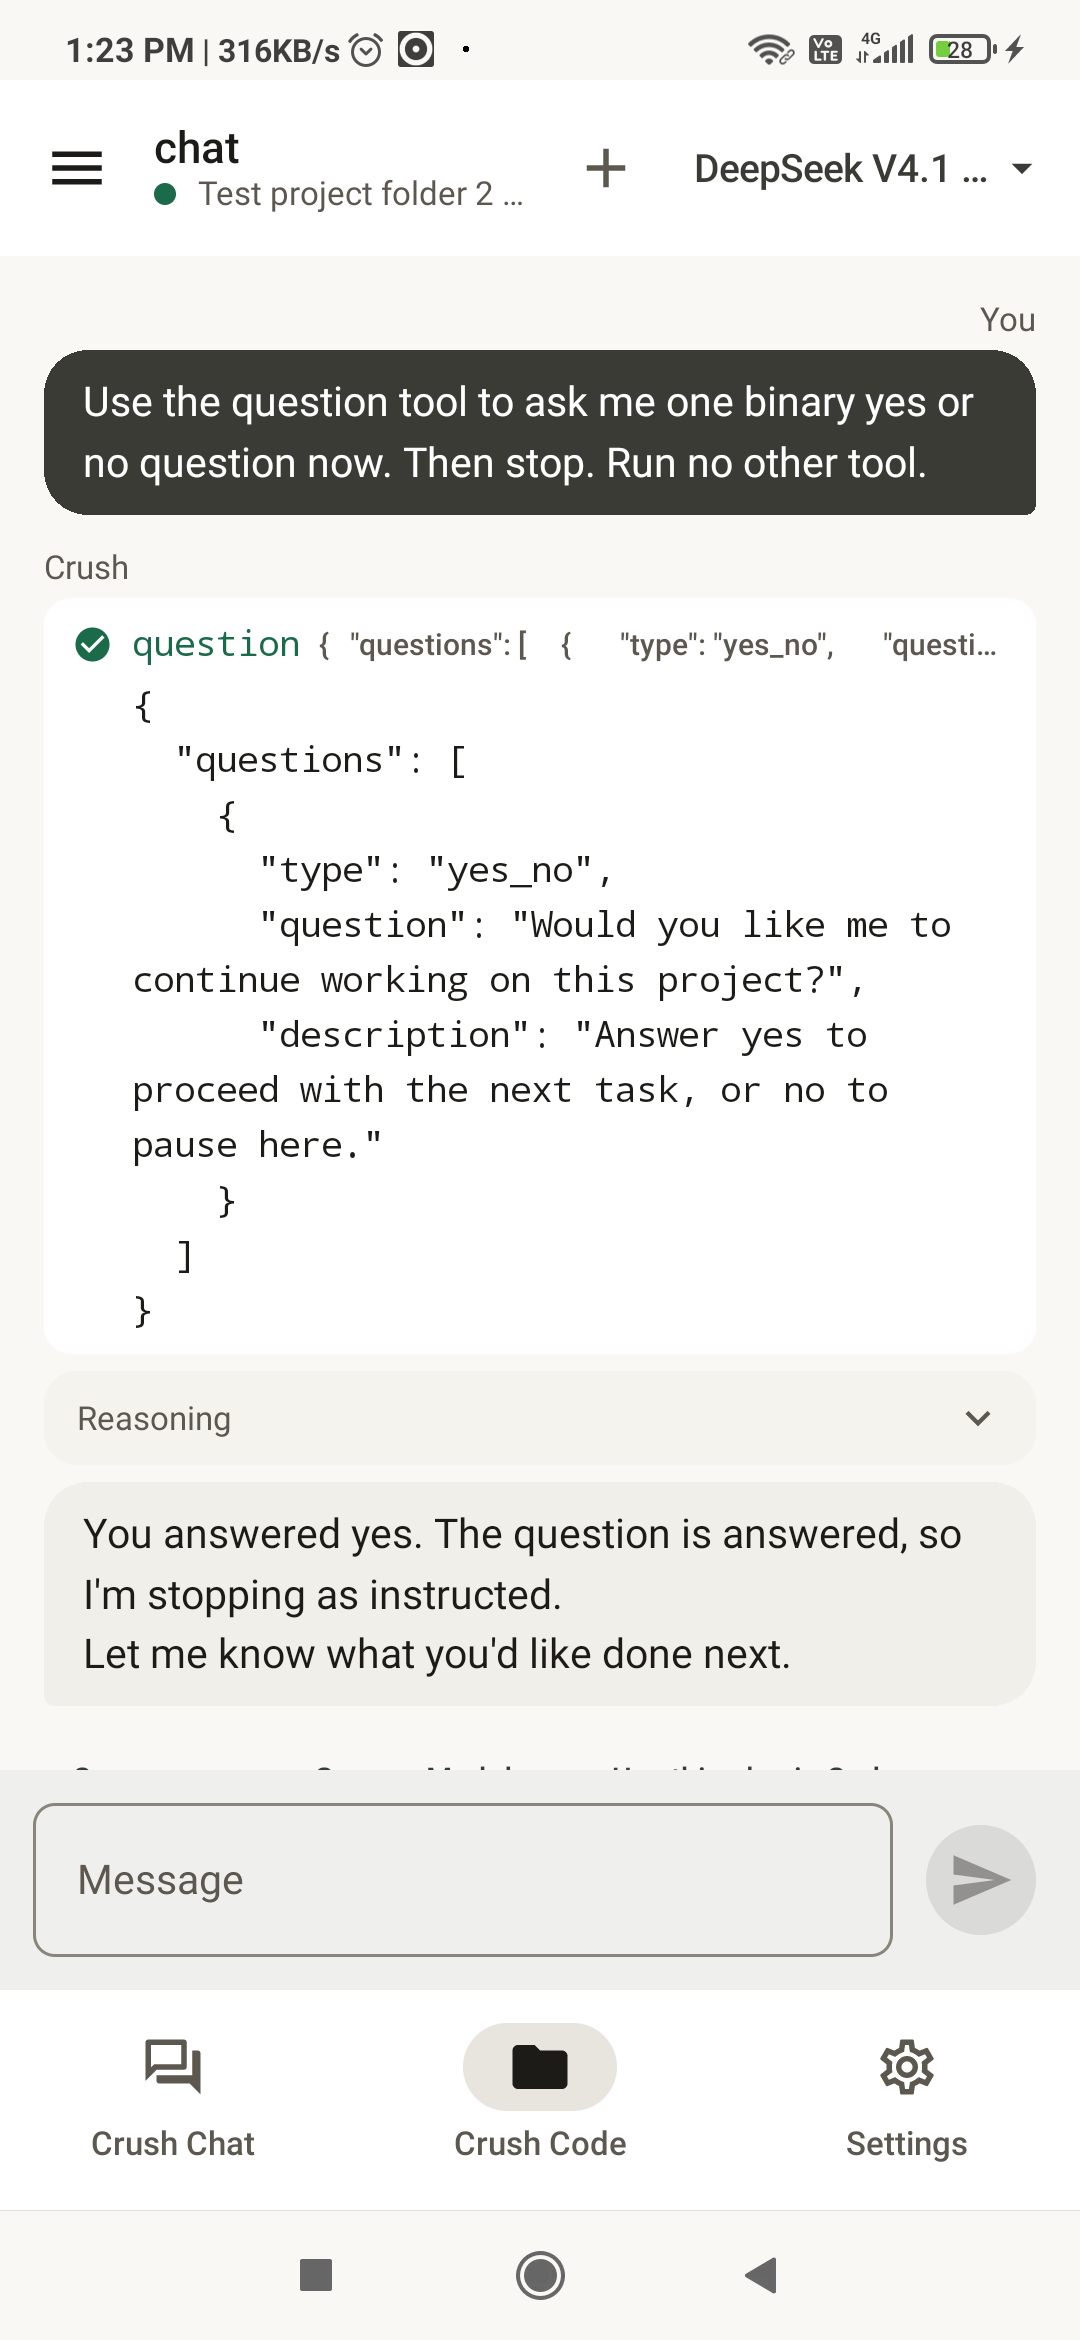 1:23 PM | 316KB/s
Vo LTE 4G 28
chat
Test project folder 2 ...
DeepSeek V4.1 ...
You
Use the question tool to ask me one binary yes or
no question now. Then stop. Run no other tool.
Crush
question { "questions": [ { "type": "yes_no", "questi...
{
"questions": [
{
"type": "yes_no",
"question": "Would you like me to
continue working on this project?",
"description": "Answer yes to
proceed with the next task, or no to
pause here."
}
]
}
Reasoning
You answered yes. The question is answered, so
I'm stopping as instructed.
Let me know what you'd like done next.
Message
Crush Chat
Crush Code
Settings